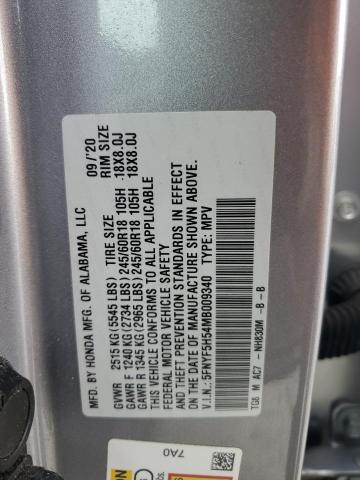 MFD. BY HONDA MFG. OF ALABAMA, LLC 09/'20
GVWR 2515 KG (5545 LBS) TIRE SIZE RIM SIZE
GAWR F 1240 KG (2734 LBS) 245/60R18 105H .18X8.0J
GAWR R 1345 KG (2965 LBS) 245/60R18 105H 18X8.0J
THIS VEHICLE CONFORMS TO ALL APPLICABLE
FEDERAL MOTOR VEHICLE SAFETY
AND THEFT PREVENTION STANDARDS IN EFFECT
ON THE DATE OF MANUFACTURE SHOWN ABOVE.
V.I.N.: 5FNYF5H54MB009340 TYPE: MPV
TG8 M AC7 - NH830M -B -B
7A0